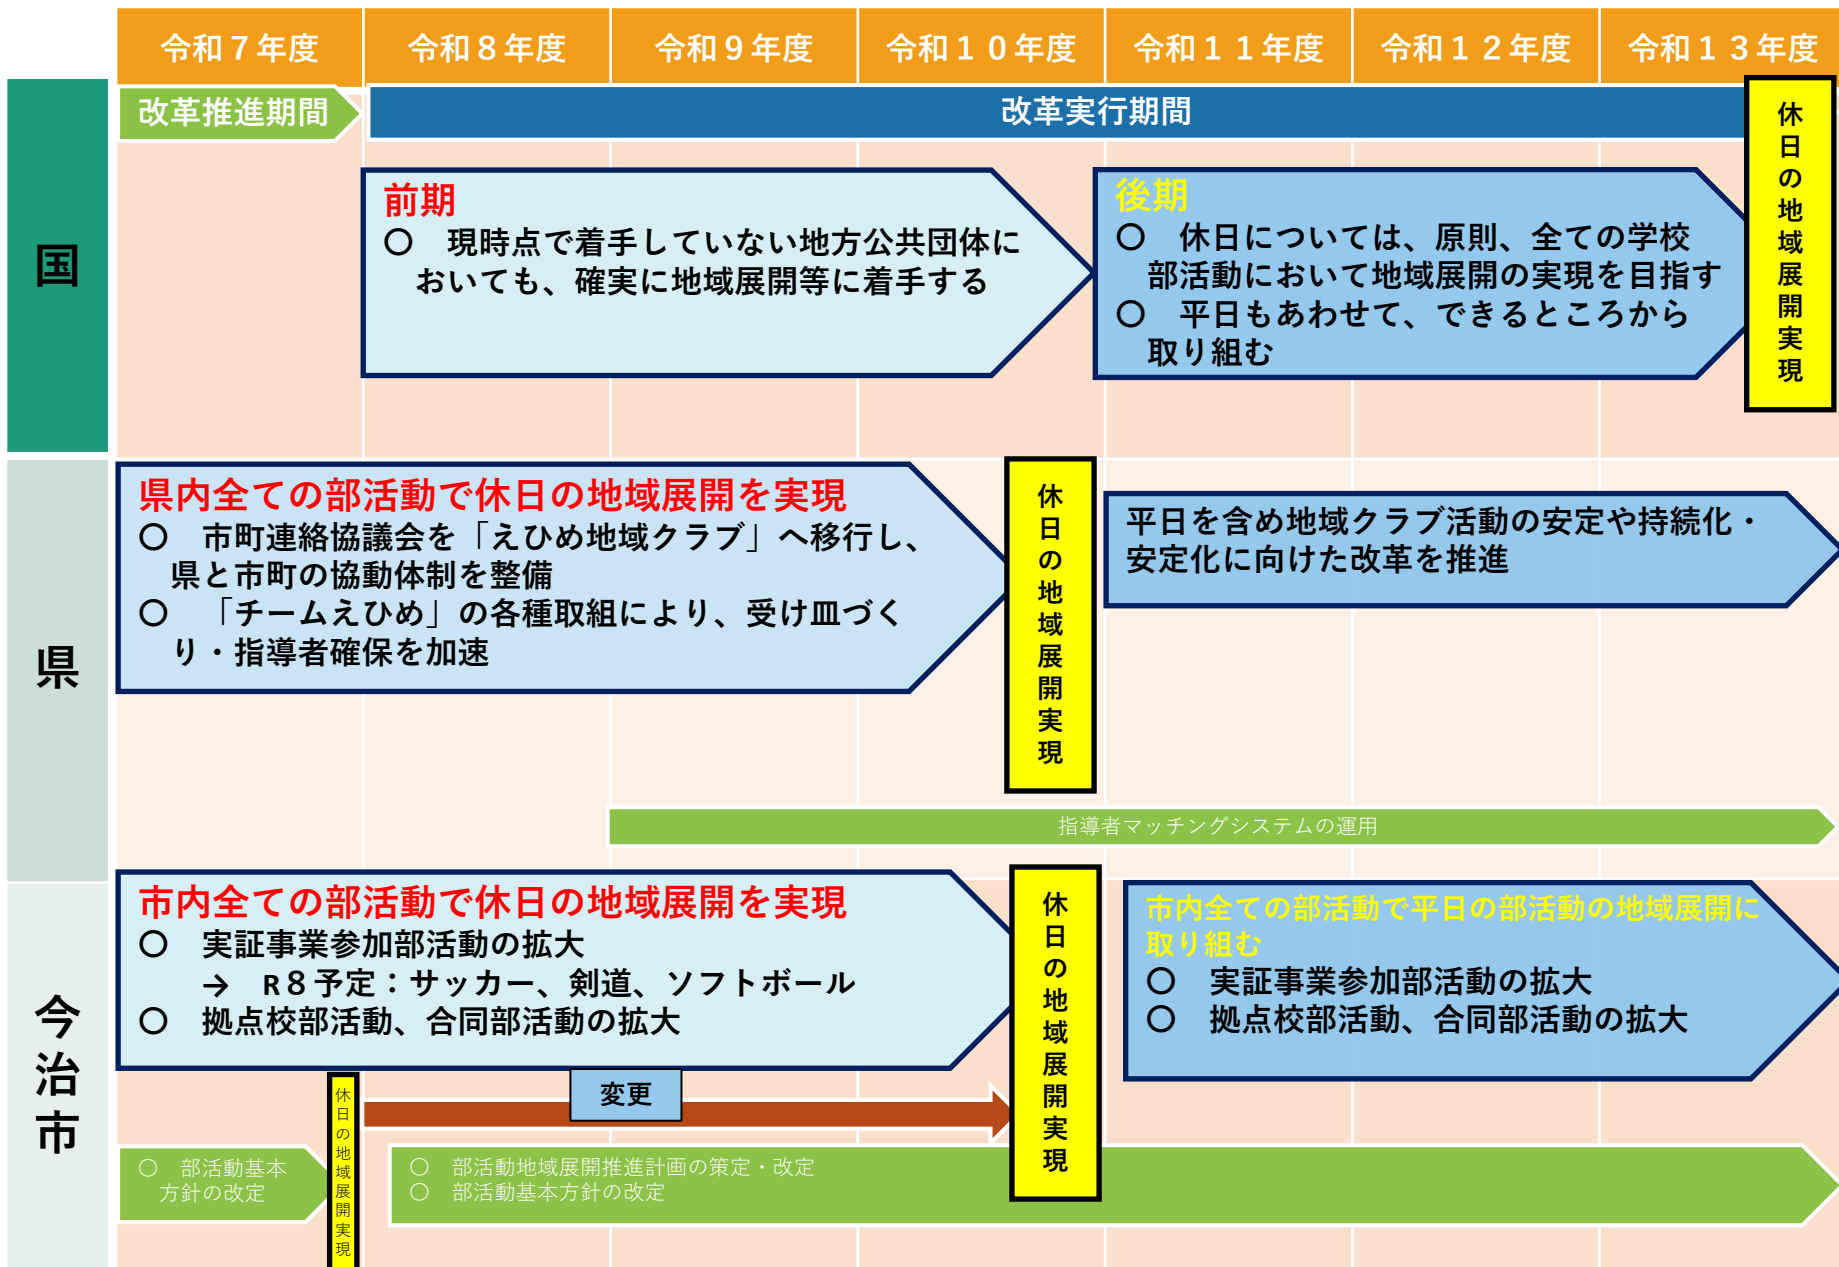 令和７年度
令和８年度
令和９年度
令和１０年度
令和１１年度
令和１２年度
令和１３年度
国
改革推進期間
改革実行期間
前期
〇　現時点で着手していない地方公共団体に
おいても、確実に地域展開等に着手する
後期
〇　休日については、原則、全ての学校
部活動において地域展開の実現を目指す
〇　平日もあわせて、できるところから
取り組む
休日の地域展開実現
県
県内全ての部活動で休日の地域展開を実現
〇　市町連絡協議会を「えひめ地域クラブ」へ移行し、
県と市町の協動体制を整備
〇　「チームえひめ」の各種取組により、受け皿づく
り・指導者確保を加速
休日の地域展開実現
平日を含め地域クラブ活動の安定や持続化・
安定化に向けた改革を推進
指導者マッチングシステムの運用
今治市
市内全ての部活動で休日の地域展開を実現
〇　実証事業参加部活動の拡大
→　R８予定：サッカー、剣道、ソフトボール
〇　拠点校部活動、合同部活動の拡大
休日の地域展開実現
市内全ての部活動で平日の部活動の地域展開に
取り組む
〇　実証事業参加部活動の拡大
〇　拠点校部活動、合同部活動の拡大
変更
休日の地域展開実現
〇　部活動基本
方針の改定
〇　部活動地域展開推進計画の策定・改定
〇　部活動基本方針の改定